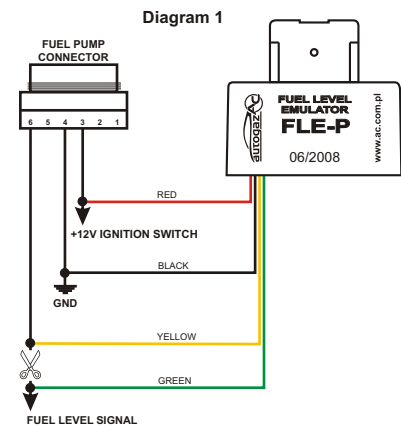 Diagram 1
FUEL PUMP
CONNECTOR
6 5 4 3 2 1
autogaz AC
FUEL LEVEL
EMULATOR
FLE-P
06/2008
www.ac.com.pl
RED
+12V IGNITION SWITCH
BLACK
GND
YELLOW
GREEN
FUEL LEVEL SIGNAL